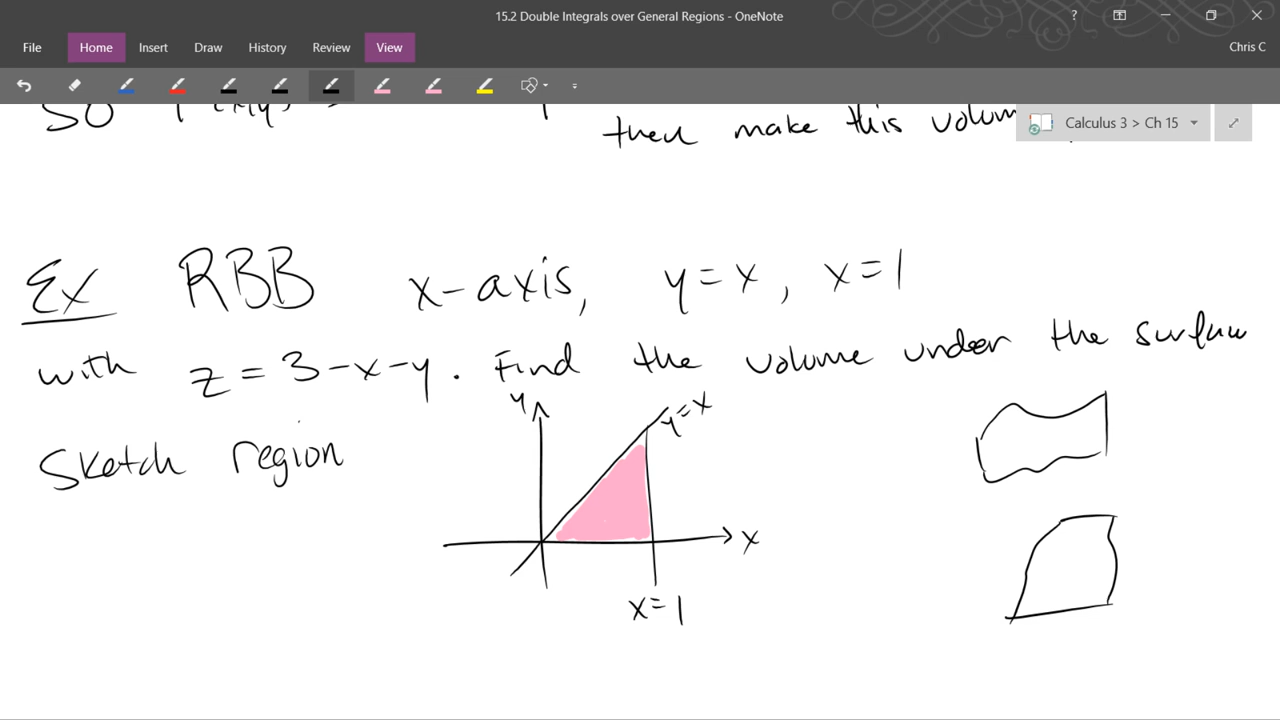 15.2 Double Integrals over General Regions - OneNote
File Home Insert Draw History Review View Chris C
Calculus 3 > Ch 15
So
then make this volum
Ex RBB x-axis, y=x, x=1
with z=3-x-y. Find the volume under the surface
Sketch region
y
y=x
x
x=1